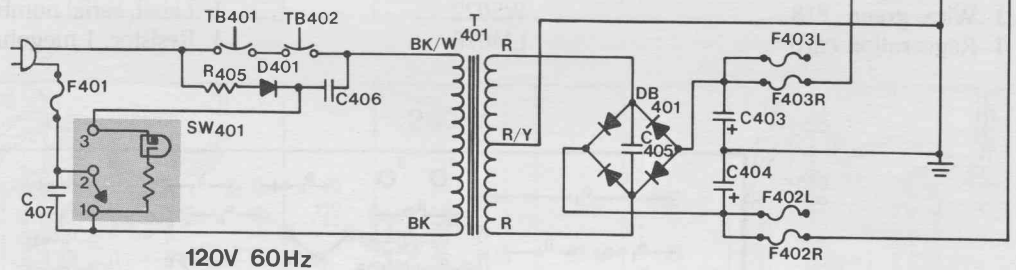 TB401 TB402
T
401
BK/W R
F403L
F403R
R405 D401
C406
F401
SW401
3
2
1
C
407
DB
401
C
405
R/Y
C403
+
C404
+
F402L
F402R
BK R
120V 60Hz